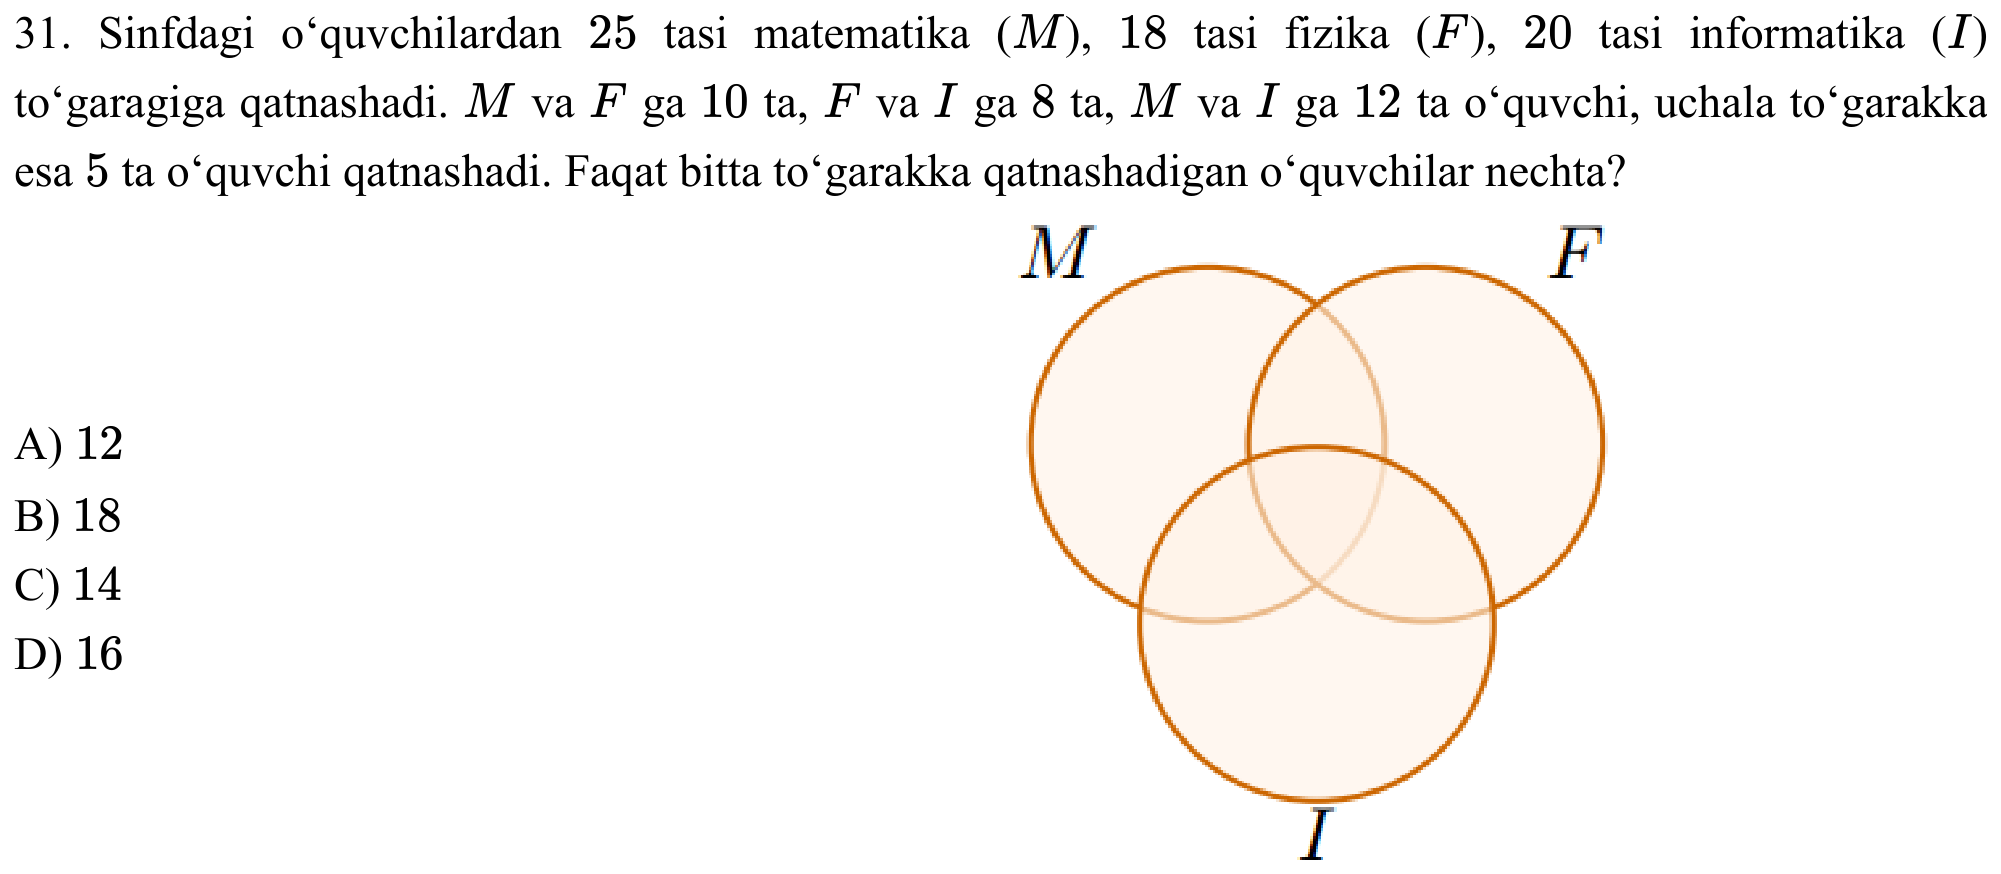 31. Sinfdagi o‘quvchilardan 25 tasi matematika (M), 18 tasi fizika (F), 20 tasi informatika (I)
to‘garagiga qatnashadi. M va F ga 10 ta, F va I ga 8 ta, M va I ga 12 ta o‘quvchi, uchala to‘garakka
esa 5 ta o‘quvchi qatnashadi. Faqat bitta to‘garakka qatnashadigan o‘quvchilar nechta?
M F
A) 12
B) 18
C) 14
D) 16
I